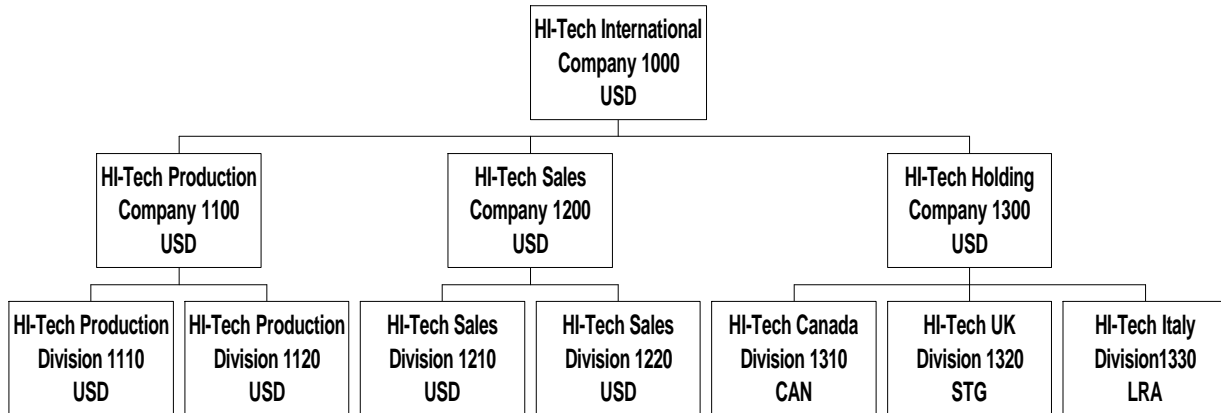 HI-Tech International
Company 1000
USD
HI-Tech Production
Company 1100
USD
HI-Tech Sales
Company 1200
USD
HI-Tech Holding
Company 1300
USD
HI-Tech Production
Division 1110
USD
HI-Tech Production
Division 1120
USD
HI-Tech Sales
Division 1210
USD
HI-Tech Sales
Division 1220
USD
HI-Tech Canada
Division 1310
CAN
HI-Tech UK
Division 1320
STG
HI-Tech Italy
Division1330
LRA